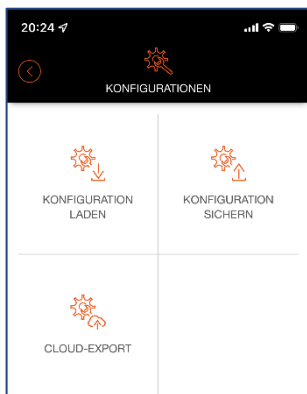 20:24
KONFIGURATIONEN
KONFIGURATION
LADEN
KONFIGURATION
SICHERN
CLOUD-EXPORT